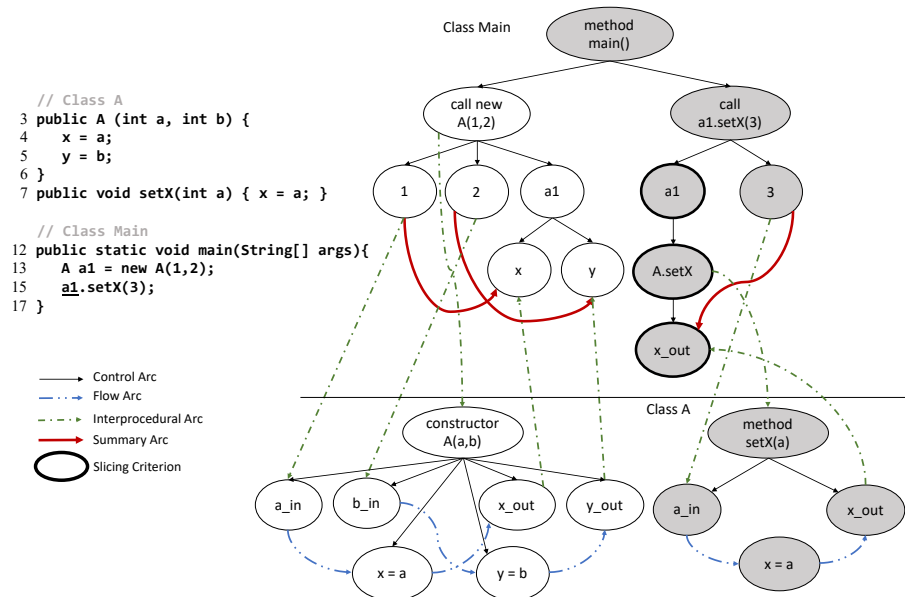 Class Main
method
main()
// Class A
3 public A (int a, int b) {
4 x = a;
5 y = b;
6 }
7 public void setX(int a) { x = a; }
// Class Main
12 public static void main(String[] args){
13 A a1 = new A(1,2);
15 a1.setX(3);
17 }
call new
A(1,2)
call
a1.setX(3)
1
2
a1
a1
3
x
y
A.setX
x_out
Control Arc
Flow Arc
Interprocedural Arc
Summary Arc
Slicing Criterion
Class A
constructor
A(a,b)
method
setX(a)
a_in
b_in
x_out
y_out
a_in
x_out
x = a
y = b
x = a